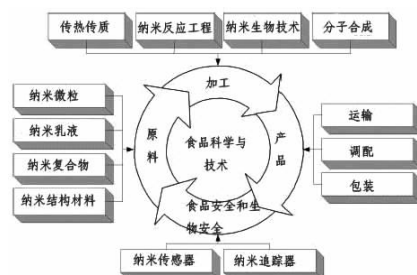 传热传质
纳米反应工程
纳米生物技术
分子合成
加工
纳米微粒
纳米乳液
纳米复合物
纳米结构材料
原料
食品科学与
技术
产品
运输
调配
包装
食品安全和生
物安全
纳米传感器
纳米追踪器